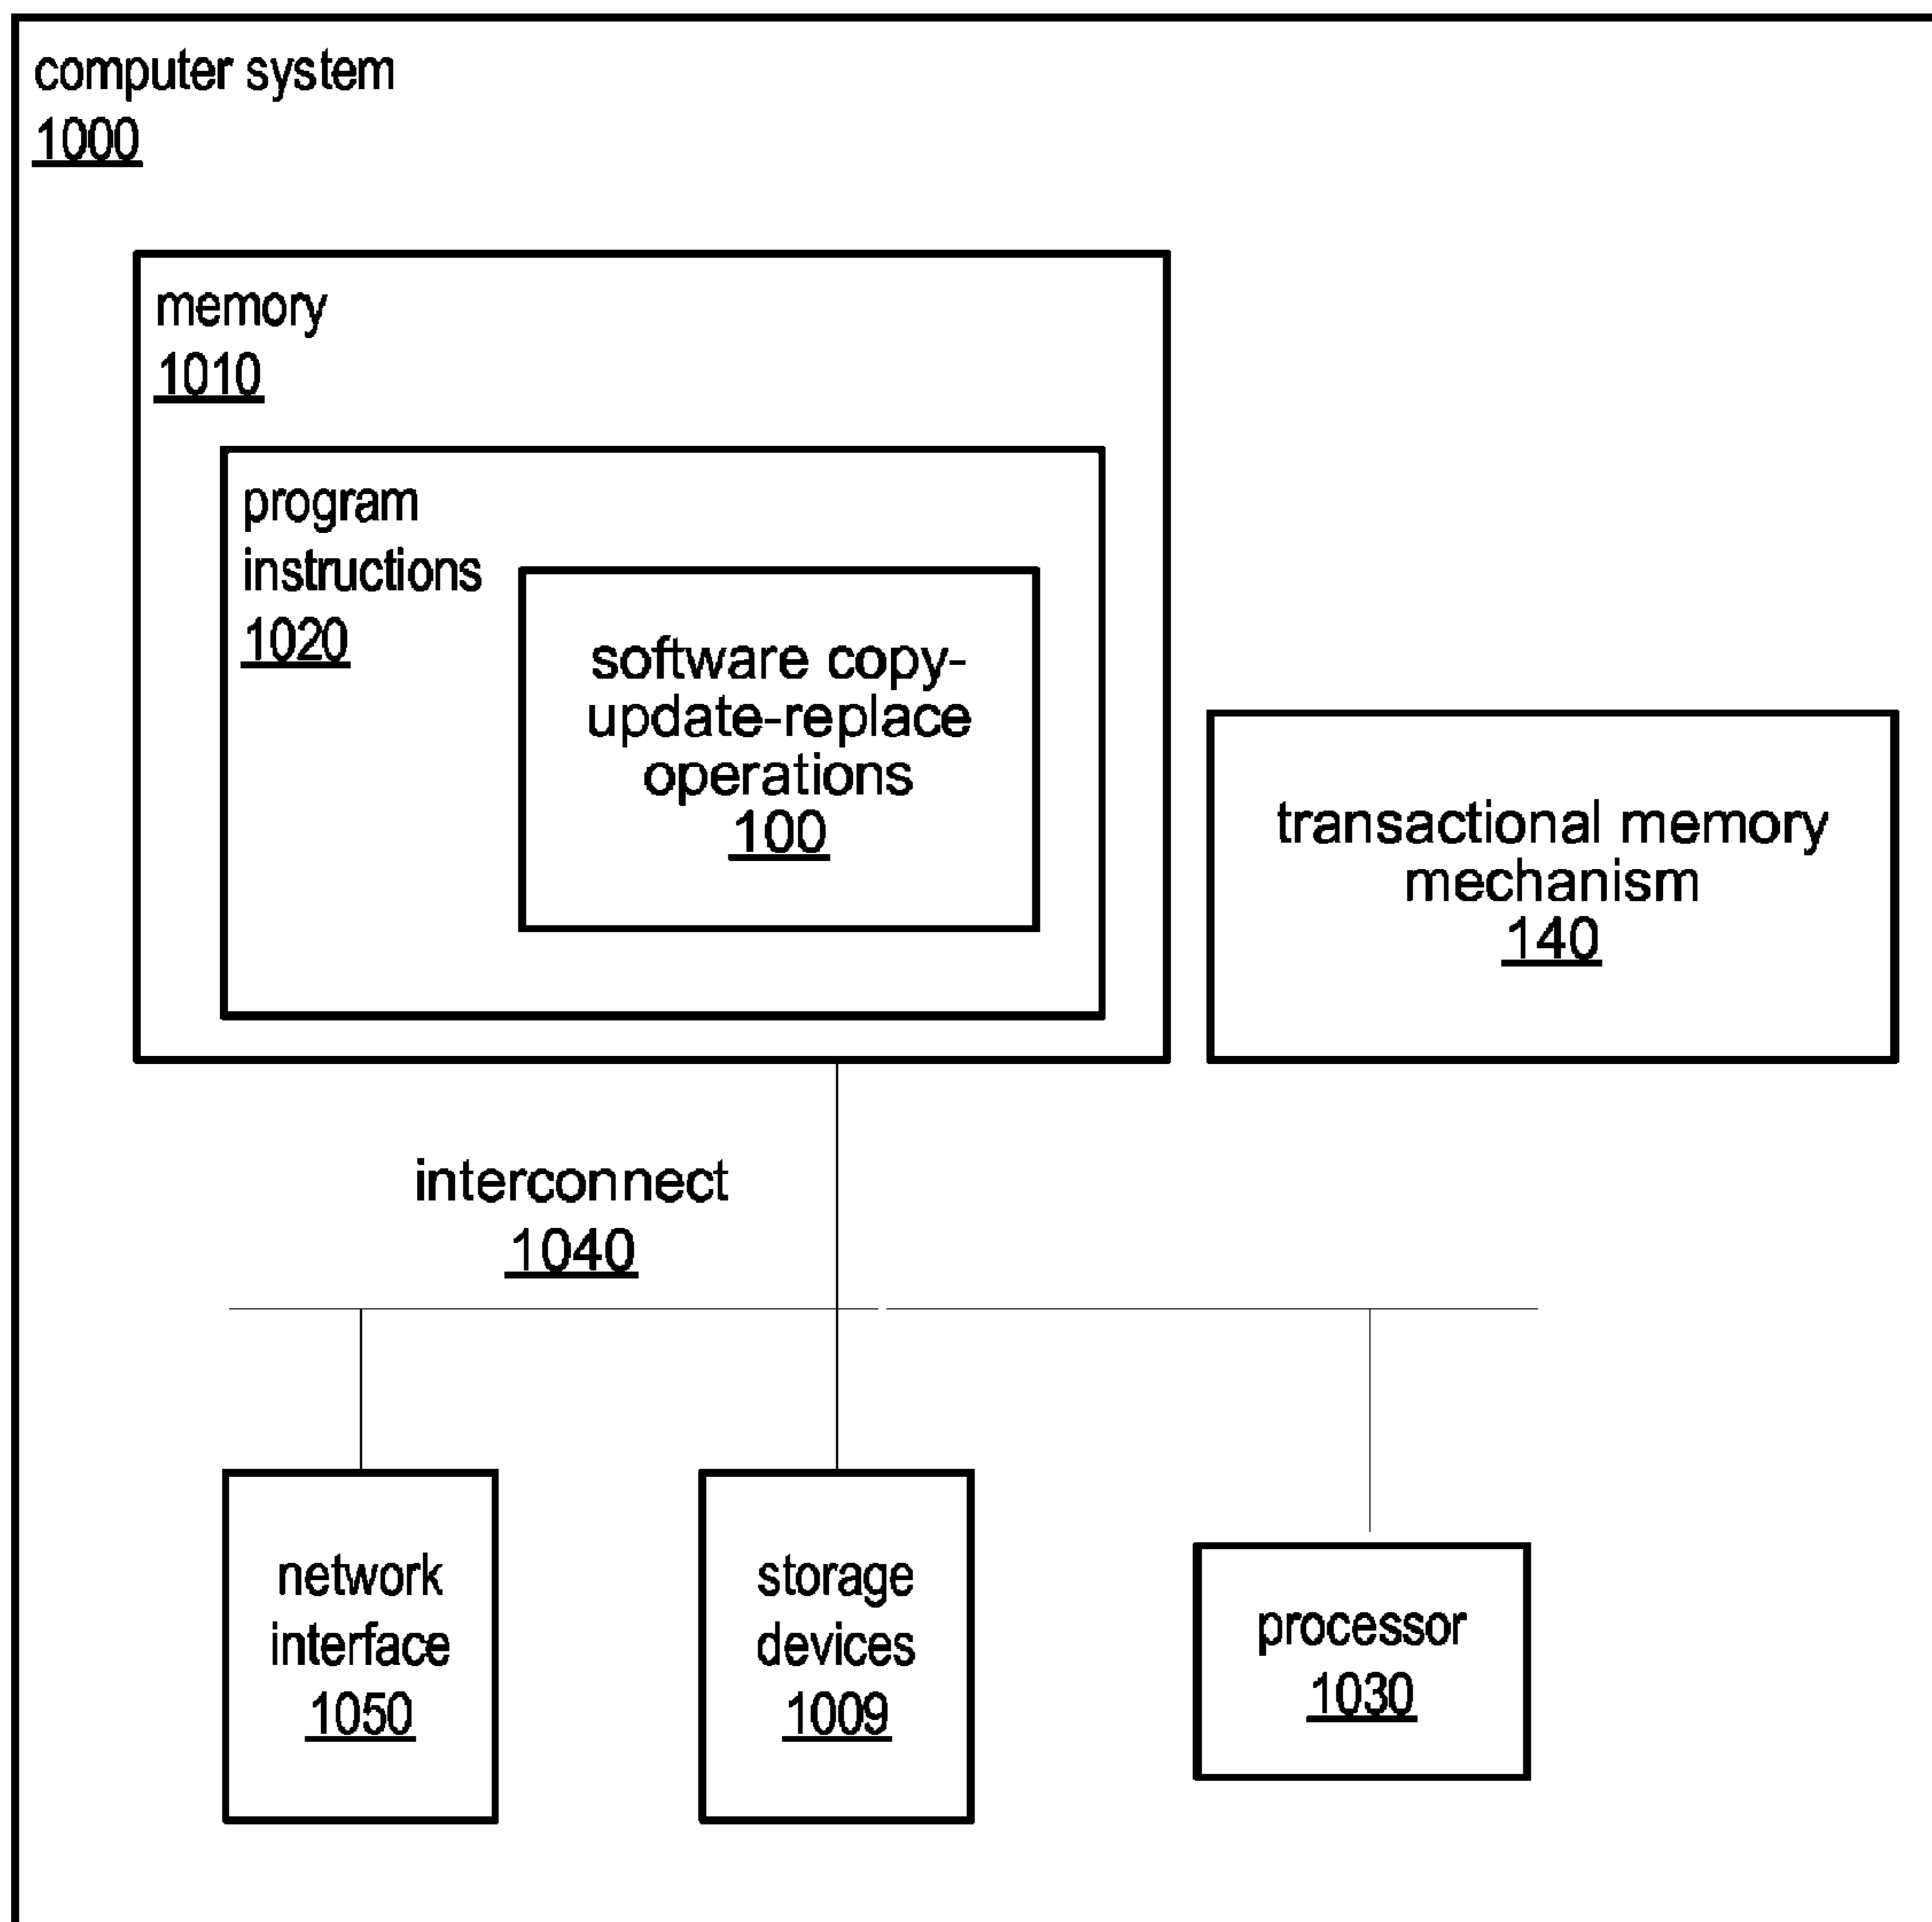 computer system
1000
memory
1010
program
instructions
1020
software copy-
update-replace
operations
100
transactional memory
mechanism
140
interconnect
1040
network
interface
1050
storage
devices
1009
processor
1030